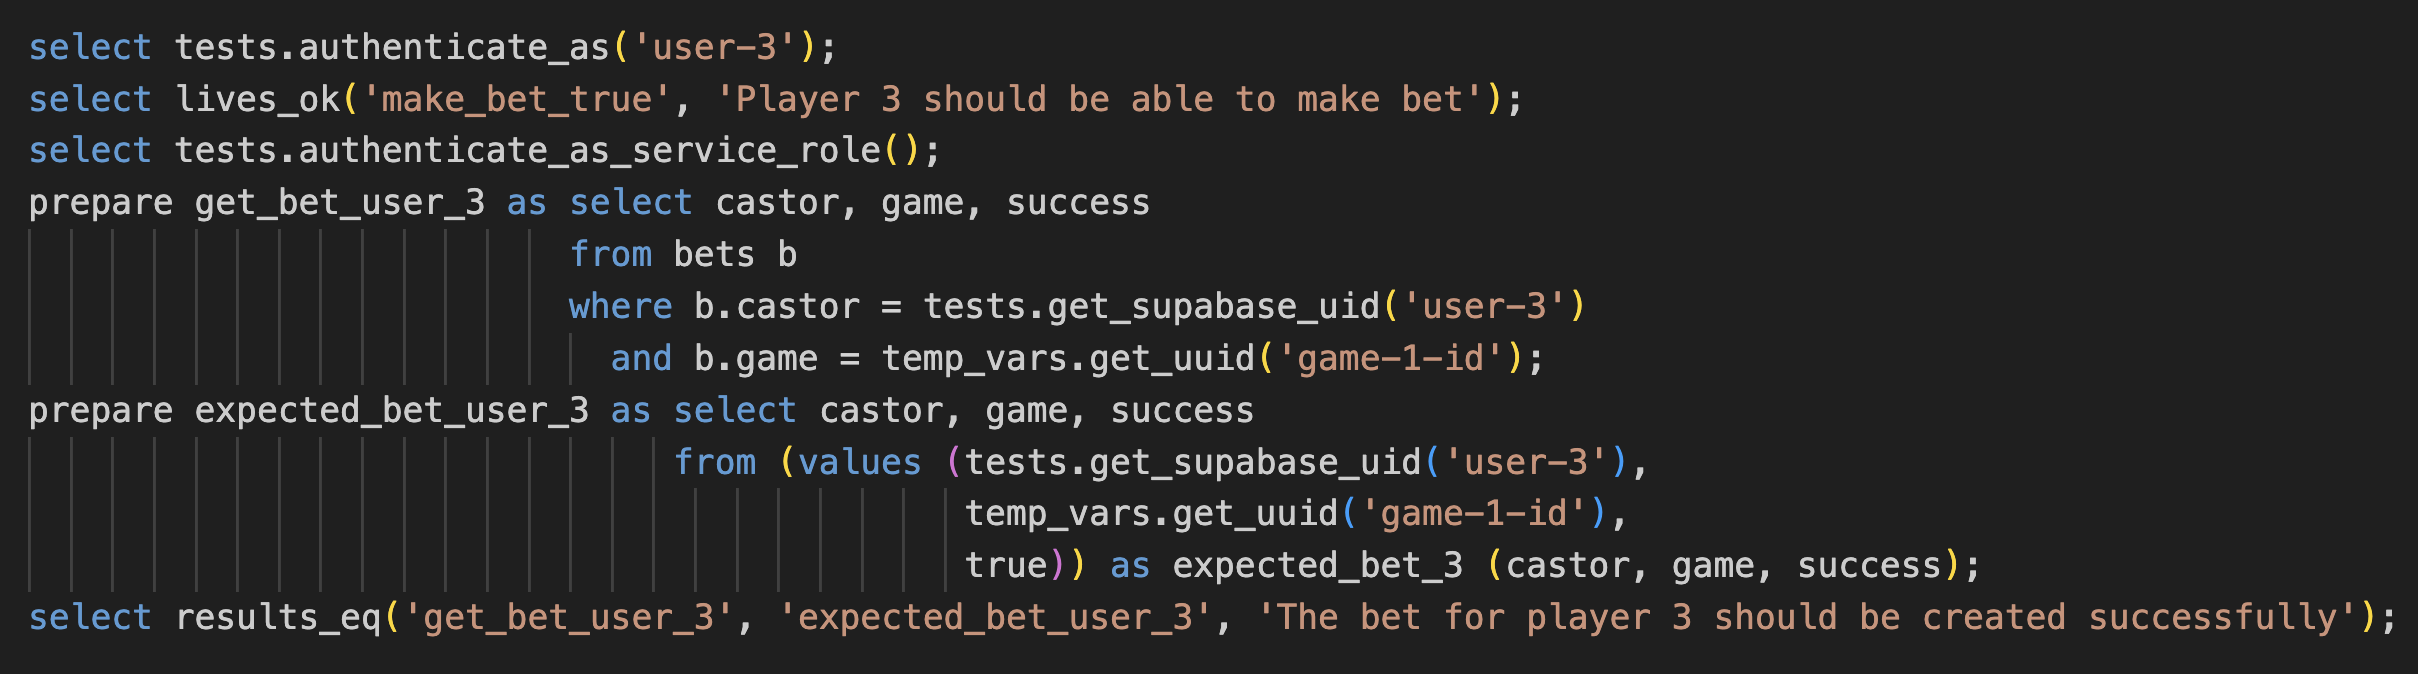 select tests.authenticate_as('user-3');
select lives_ok('make_bet_true', 'Player 3 should be able to make bet');
select tests.authenticate_as_service_role();
prepare get_bet_user_3 as select castor, game, success
from bets b
where b.castor = tests.get_supabase_uid('user-3')
and b.game = temp_vars.get_uuid('game-1-id');
prepare expected_bet_user_3 as select castor, game, success
from (values (tests.get_supabase_uid('user-3'),
temp_vars.get_uuid('game-1-id'),
true)) as expected_bet_3 (castor, game, success);
select results_eq('get_bet_user_3', 'expected_bet_user_3', 'The bet for player 3 should be created successfully');